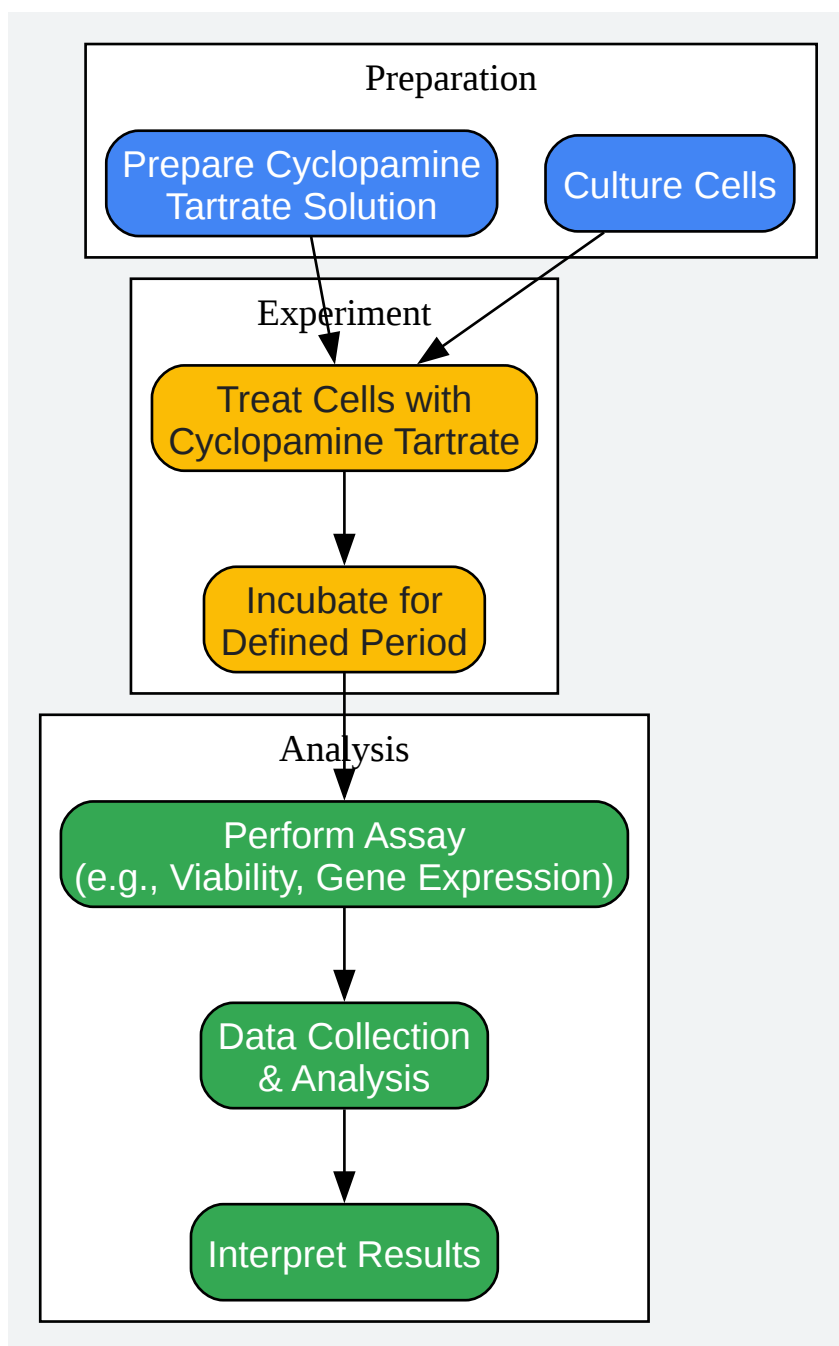 Preparation
Prepare Cyclopamine
Tartrate Solution
Culture Cells
Experiment
Treat Cells with
Cyclopamine Tartrate
Incubate for
Defined Period
Analysis
Perform Assay
(e.g., Viability, Gene Expression)
Data Collection
& Analysis
Interpret Results